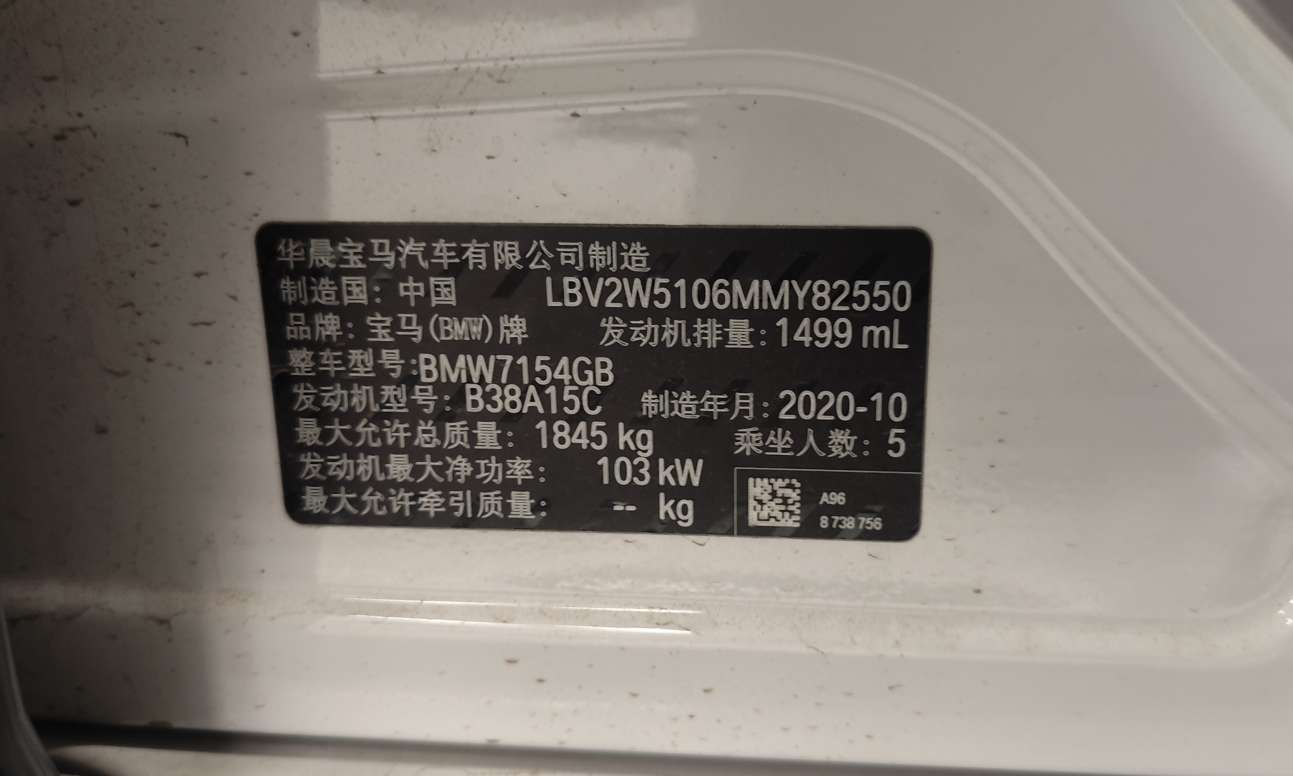 华晨宝马汽车有限公司制造
制造国：中国 LBV2W5106MMY82550
品牌：宝马(BMW)牌 发动机排量：1499 mL
整车型号:BMW7154GB
发动机型号：B38A15C 制造年月：2020-10
最大允许总质量：1845 kg 乘坐人数：5
发动机最大净功率：103 kW
最大允许牵引质量：-- kg
A96
8 738 756